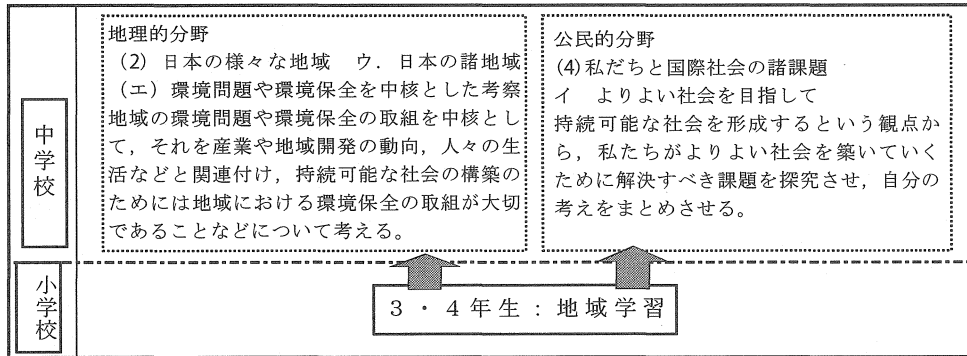 中学校
地理的分野
(2) 日本の様々な地域 ウ．日本の諸地域
(エ) 環境問題や環境保全を中核とした考察
地域の環境問題や環境保全の取組を中核とし
て，それを産業や地域開発の動向，人々の生
活などと関連付け，持続可能な社会の構築の
ためには地域における環境保全の取組が大切
であることなどについて考える。
公民的分野
(4)私だちと国際社会の諸課題
イ　よりよい社会を目指して
持続可能な社会を形成するという観点か
ら，私たちがよりよい社会を築いていく
ために解決すべき課題を探究させ，自分の
考えをまとめさせる。
小学校
３・４年生：地域学習